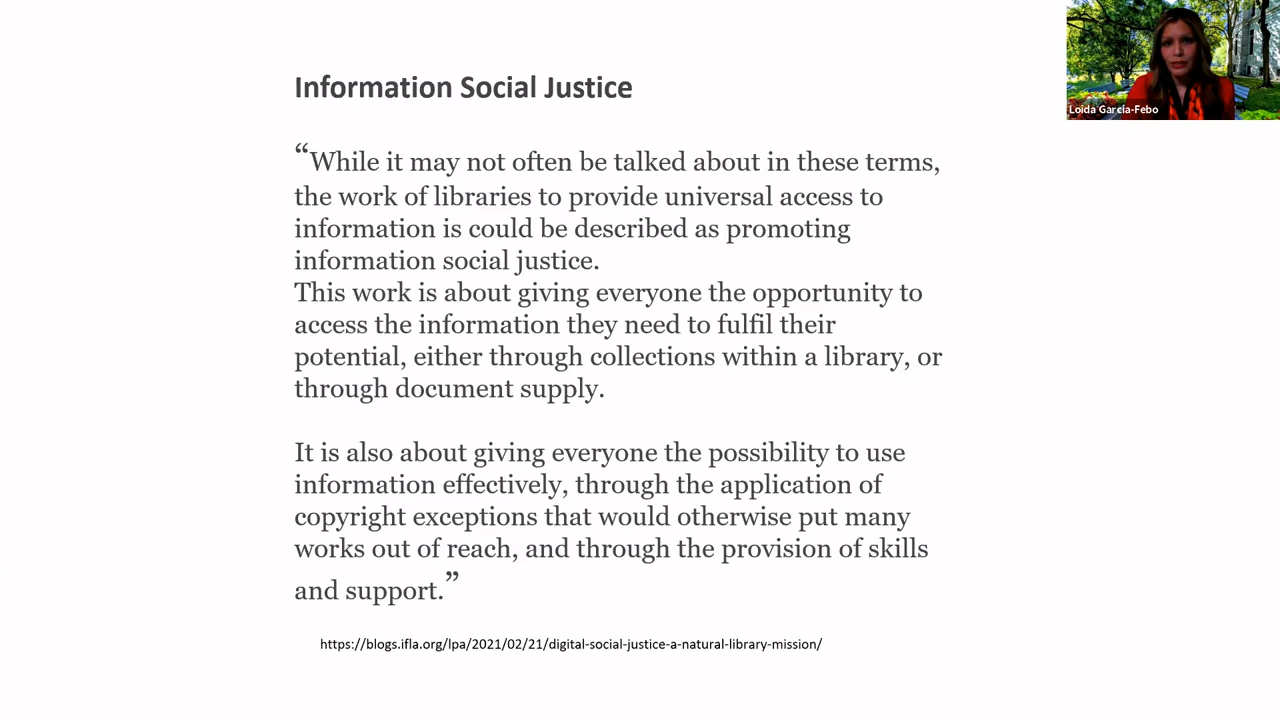 Information Social Justice
Loida Garcia-Febo
“While it may not often be talked about in these terms,
the work of libraries to provide universal access to
information is could be described as promoting
information social justice.
This work is about giving everyone the opportunity to
access the information they need to fulfil their
potential, either through collections within a library, or
through document supply.
It is also about giving everyone the possibility to use
information effectively, through the application of
copyright exceptions that would otherwise put many
works out of reach, and through the provision of skills
and support.”
https://blogs.ifla.org/lpa/2021/02/21/digital-social-justice-a-natural-library-mission/